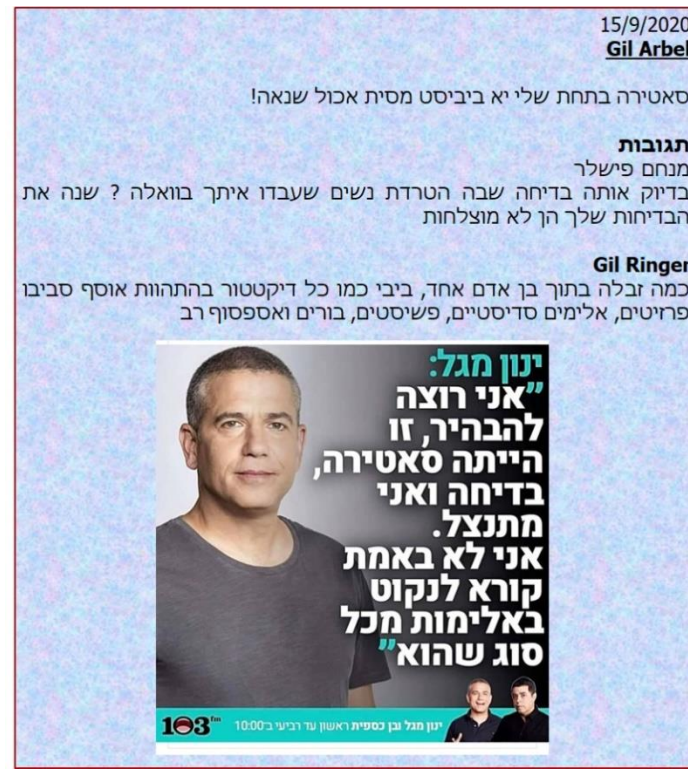 15/9/2020
Gil Arbel
סאטירה בתחת שלי יא ביביסט מסית אכול שנאה!
תגובות
מנחם פישלר
בדיוק אותה בדיחה שבה הטרדת נשים שעבדו איתך בוואלה ? שנה את
הבדיחות שלך הן לא מוצלחות
Gil Ringer
כמה זבלה בתוך בן אדם אחד, ביבי כמו כל דיקטטור בהתהוות אוסף סביבו
פרזיטים, אלימים סדיסטיים, פשיסטים, בורים ואספסוף רב
ינון מגל:
"אני רוצה
להבהיר, זו
הייתה סאטירה,
בדיחה ואני
מתנצל.
אני לא באמת
קורא לנקוט
באלימות מכל
סוג שהוא"
103fm
ינון מגל ובן כספית ראשון עד רביעי ב־10:00